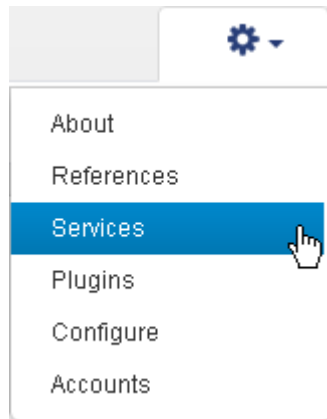 About
References
Services
Plugins
Configure
Accounts